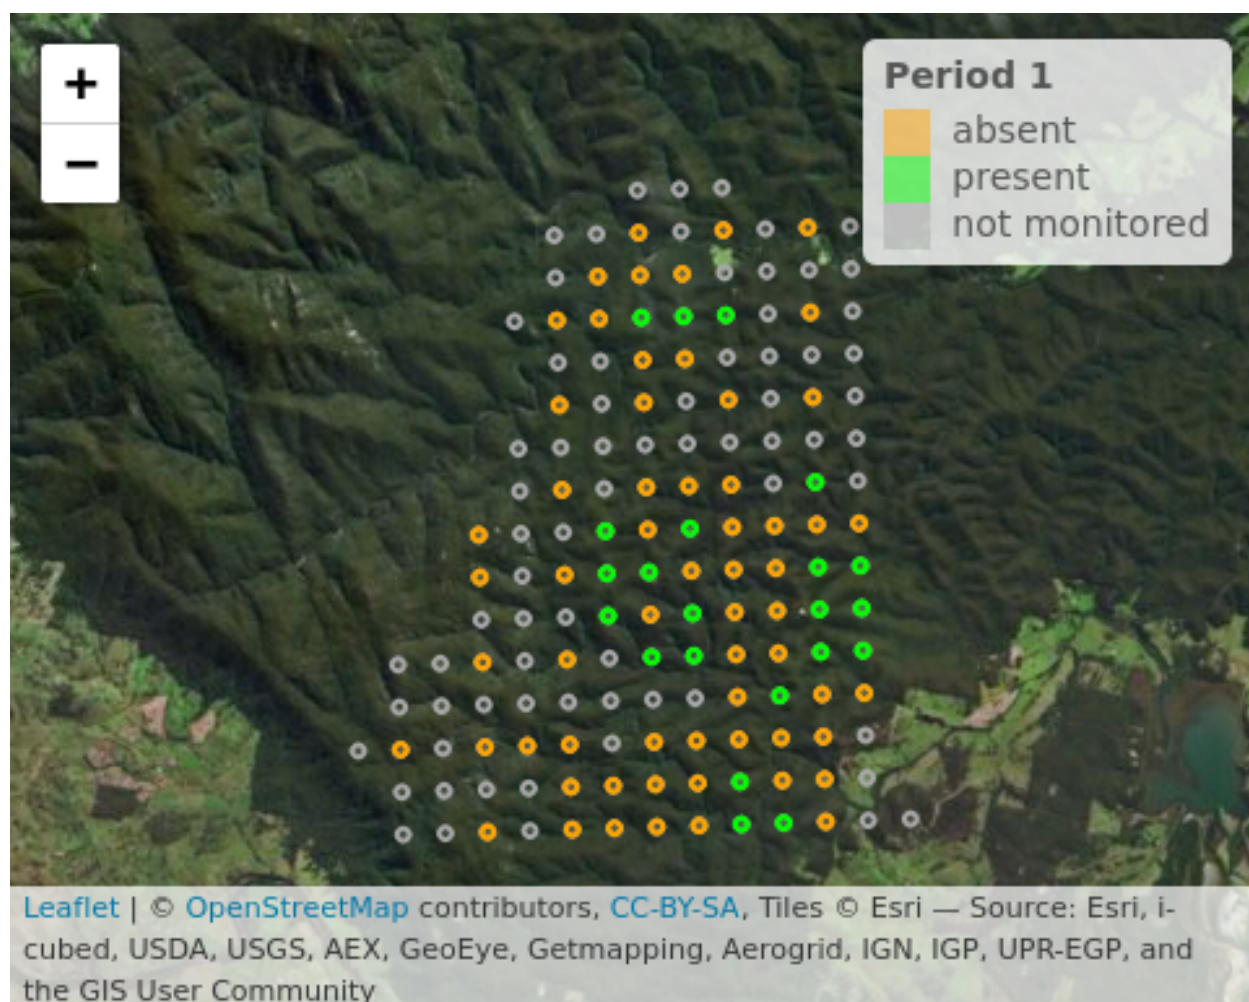 +
−
Period 1
absent
present
not monitored
Leaflet | © OpenStreetMap contributors, CC-BY-SA, Tiles © Esri — Source: Esri, i-
cubed, USDA, USGS, AEX, GeoEye, Getmapping, Aerogrid, IGN, IGP, UPR-EGP, and
the GIS User Community